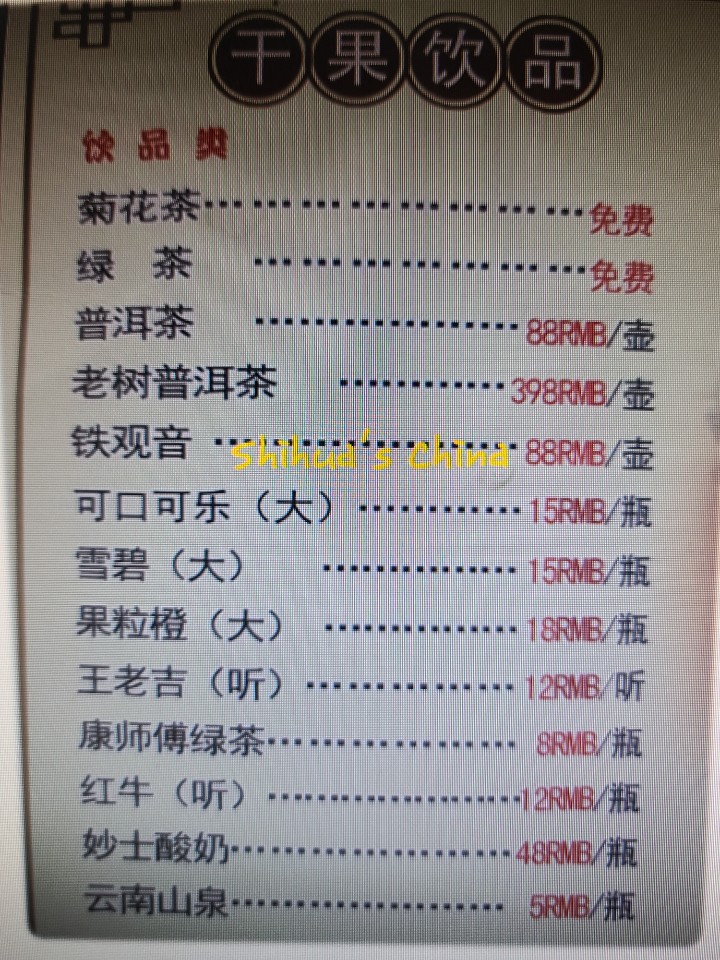 干果饮品
饮品类
菊花茶························免费
绿 茶 ·····················免费
普洱茶 ·················88RMB/壶
老树普洱茶 ············398RMB/壶
铁观音 ···················88RMB/壶
Shihua's China
可口可乐（大）············15RMB/瓶
雪碧（大） ··············15RMB/瓶
果粒橙（大） ··············18RMB/瓶
王老吉（听）···············12RMB/听
康师傅绿茶·················8RMB/瓶
红牛（听）··················12RMB/瓶
妙士酸奶···················48RMB/瓶
云南山泉·················· 5RMB/瓶